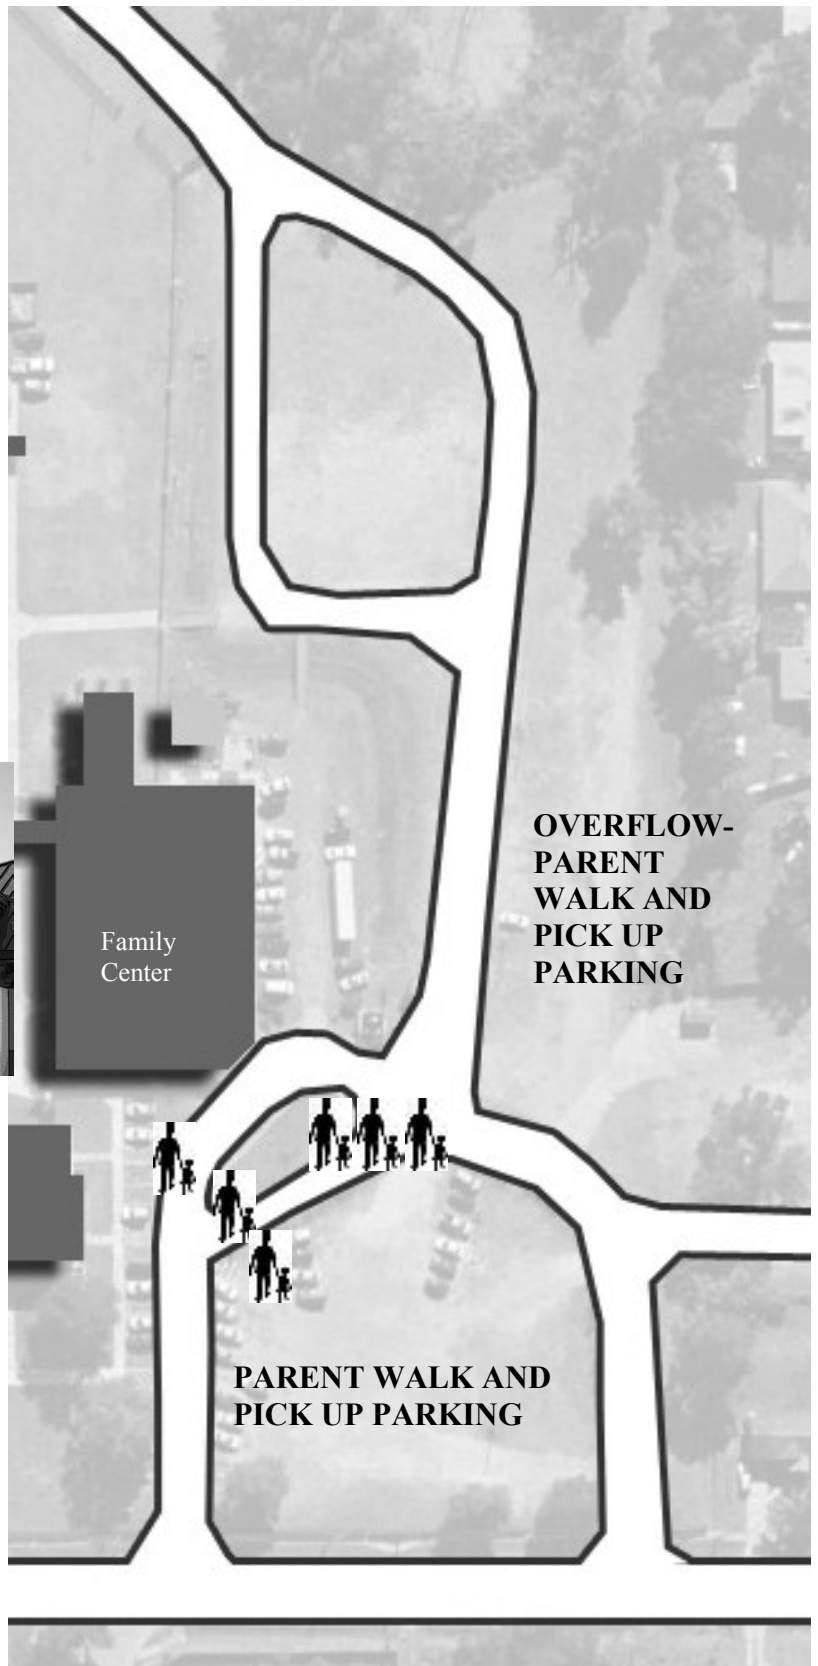 OVERFLOW-
PARENT
WALK AND
PICK UP
PARKING
Family
Center
PARENT WALK AND
PICK UP PARKING